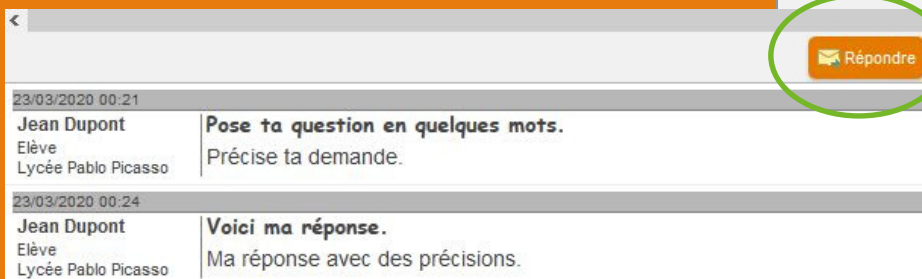 Répondre
23/03/2020 00:21
Jean Dupont
Elève
Lycée Pablo Picasso
Pose ta question en quelques mots.
Précise ta demande.
23/03/2020 00:24
Jean Dupont
Elève
Lycée Pablo Picasso
Voici ma réponse.
Ma réponse avec des précisions.